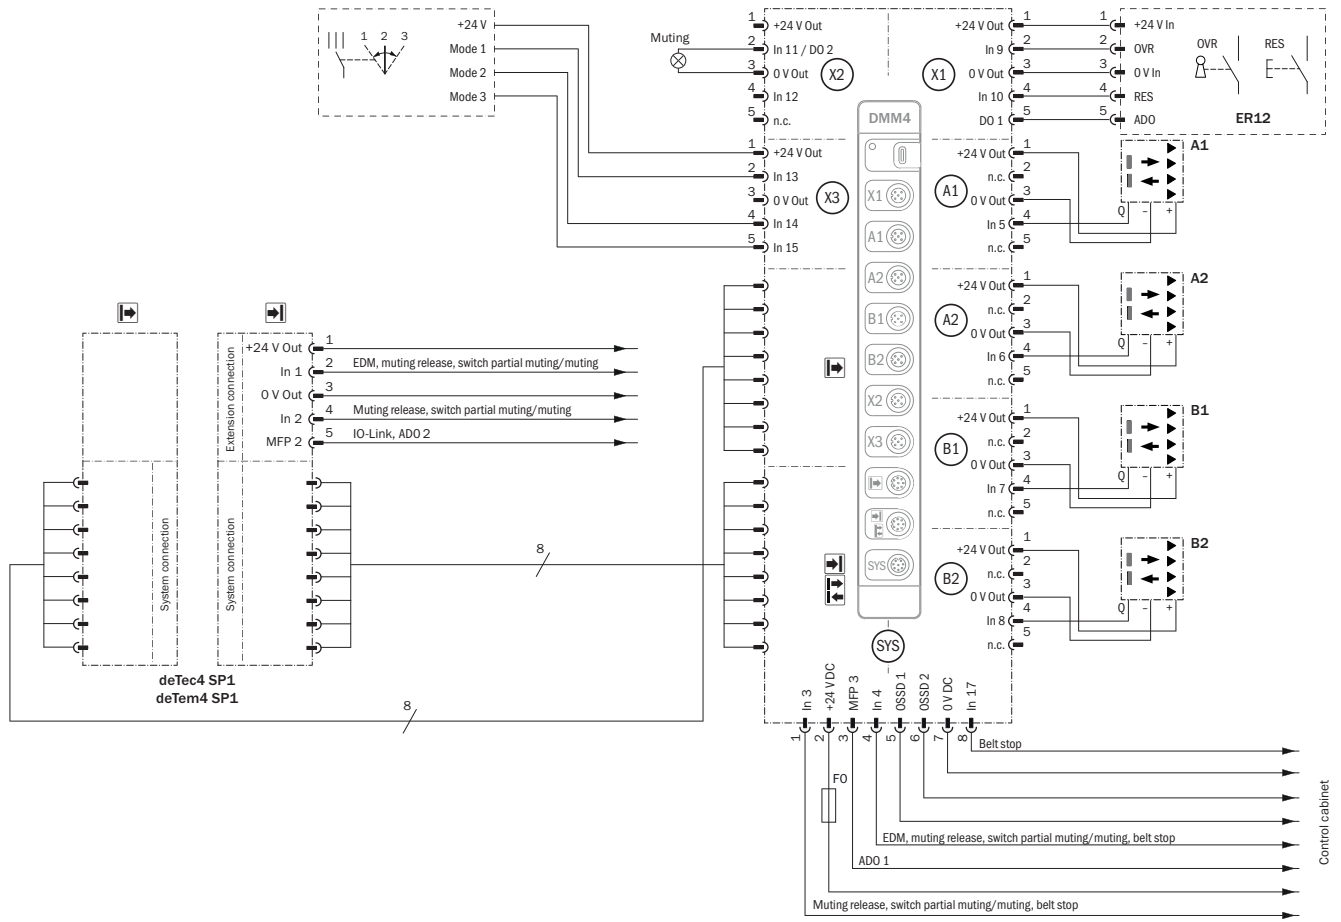 +24 V
Mode 1
Mode 2
Mode 3
1 2 3
Muting
1 +24 V Out
2 In 11 / DO 2
3 0 V Out
4 In 12
5 n.c.
X2
X1
+24 V Out 1
In 9 2
0 V Out 3
In 10 4
DO 1 5
1 +24 V In
2 OVR
3 0 V In
4 RES
5 ADO
OVR RES
ER12
1 +24 V Out
2 In 13
3 0 V Out
4 In 14
5 In 15
X3
DMM4
X1
A1
A2
B1
B2
X2
X3
SYS
A1
+24 V Out 1
n.c. 2
0 V Out 3
In 5 4
n.c. 5
Q – +
A1
A2
+24 V Out 1
n.c. 2
0 V Out 3
In 6 4
n.c. 5
Q – +
A2
B1
+24 V Out 1
n.c. 2
0 V Out 3
In 7 4
n.c. 5
Q – +
B1
B2
+24 V Out 1
n.c. 2
0 V Out 3
In 8 4
n.c. 5
Q – +
B2
Extension connection
+24 V Out 1
In 1 2 EDM, muting release, switch partial muting/muting
0 V Out 3
In 2 4 Muting release, switch partial muting/muting
MFP 2 5 IO-Link, ADO 2
System connection
System connection
deTec4 SP1
deTem4 SP1
8
8
SYS
In 3
+24 V DC
MFP 3
In 4
OSSD 1
OSSD 2
0 V DC
In 17
1 2 3 4 5 6 7 8
F0
Belt stop
EDM, muting release, switch partial muting/muting, belt stop
ADO 1
Muting release, switch partial muting/muting, belt stop
Control cabinet